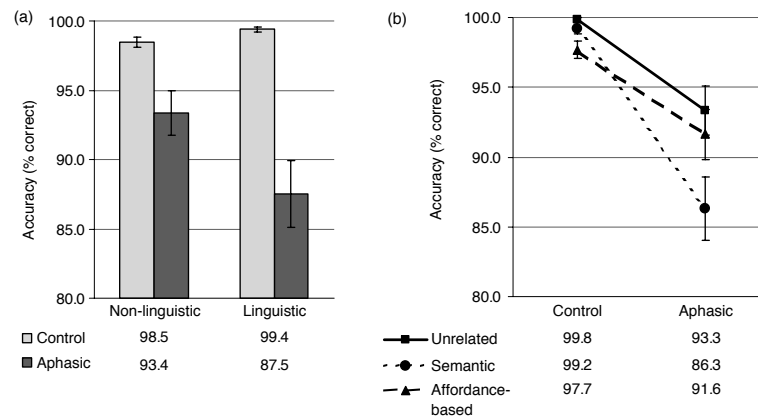 (a)
100.0
95.0
90.0
85.0
80.0
Accuracy (% correct)
Non-linguistic Linguistic
Control 98.5 99.4
Aphasic 93.4 87.5
(b)
100.0
95.0
90.0
85.0
80.0
Accuracy (% correct)
Control Aphasic
Unrelated 99.8 93.3
Semantic 99.2 86.3
Affordance- 97.7 91.6
based